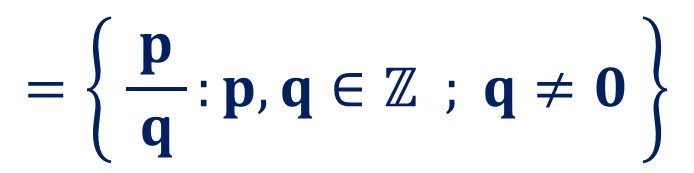 = { p/q : p, q ∈ ℤ ; q ≠ 0 }